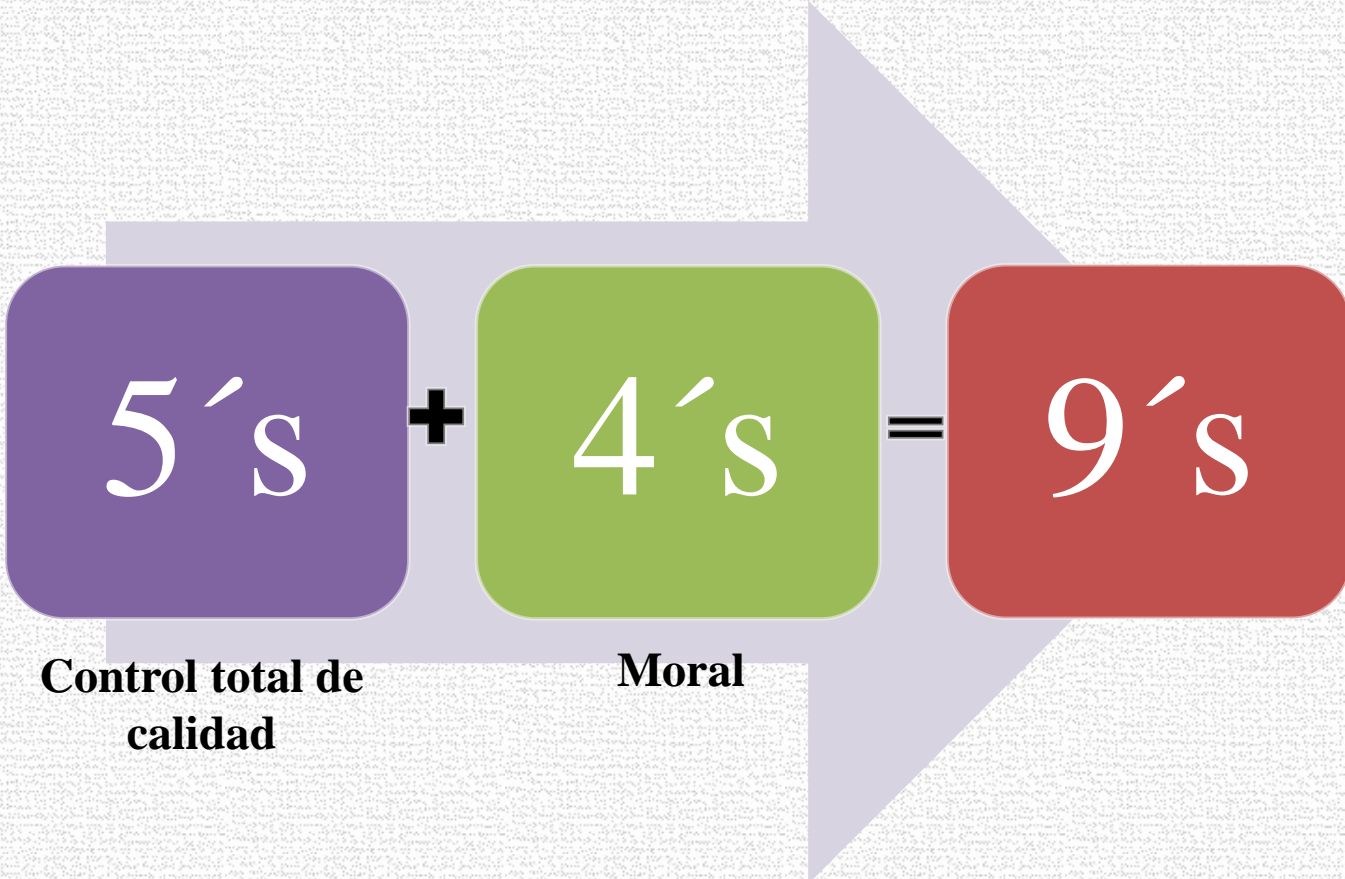 5´s + 4´s = 9´s
Control total de
calidad
Moral